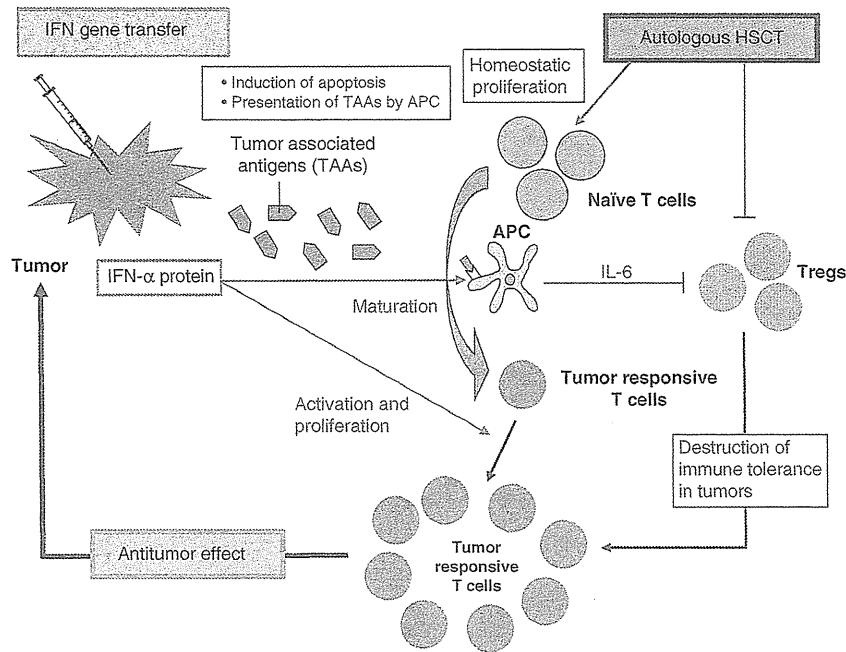 IFN gene transfer
Autologous HSCT
• Induction of apoptosis
• Presentation of TAAs by APC
Homeostatic
proliferation
Tumor associated
antigens (TAAs)
Naïve T cells
APC
Tumor
IFN-α protein
IL-6
Tregs
Maturation
Tumor responsive
T cells
Activation and
proliferation
Destruction of
immune tolerance
in tumors
Antitumor effect
Tumor
responsive
T cells